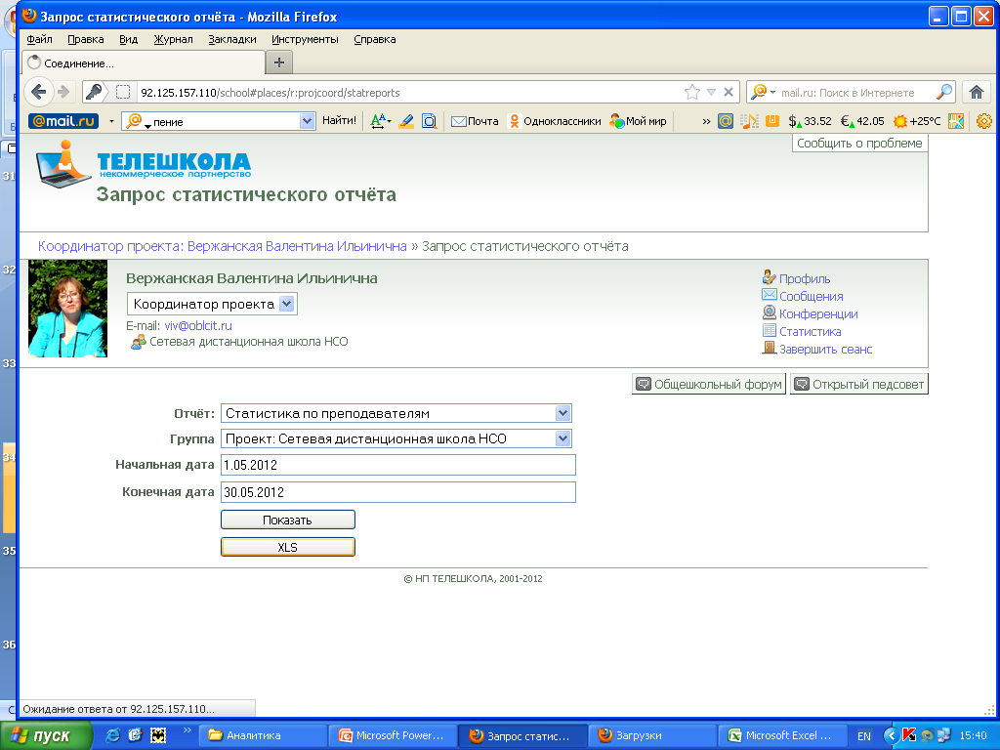 Запрос статистического отчёта - Mozilla Firefox
Файл Правка Вид Журнал Закладки Инструменты Справка
Соединение...
92.125.157.110/school#places/r:projcoord/statreports
mail.ru: Поиск в Интернете
@mail.ru пение Найти! Почта Одноклассники Мой мир » $ 33.52 € 42.05 +25°C
Сообщить о проблеме
ТЕЛЕШКОЛА
некоммерческое партнерство
Запрос статистического отчёта
Координатор проекта: Вержанская Валентина Ильинична » Запрос статистического отчёта
Вержанская Валентина Ильинична
Координатор проекта
E-mail: viv@oblcit.ru
Сетевая дистанционная школа НСО
Профиль
Сообщения
Конференции
Статистика
Завершить сеанс
Общешкольный форум Открытый педсовет
Отчёт: Статистика по преподавателям
Группа Проект: Сетевая дистанционная школа НСО
Начальная дата 1.05.2012
Конечная дата 30.05.2012
Показать
XLS
© НП ТЕЛЕШКОЛА, 2001-2012
31
32
33
34
35
36
Ожидание ответа от 92.125.157.110...
пуск » Аналитика Microsoft Power... Запрос статис... Загрузки Microsoft Excel ... EN 15:40